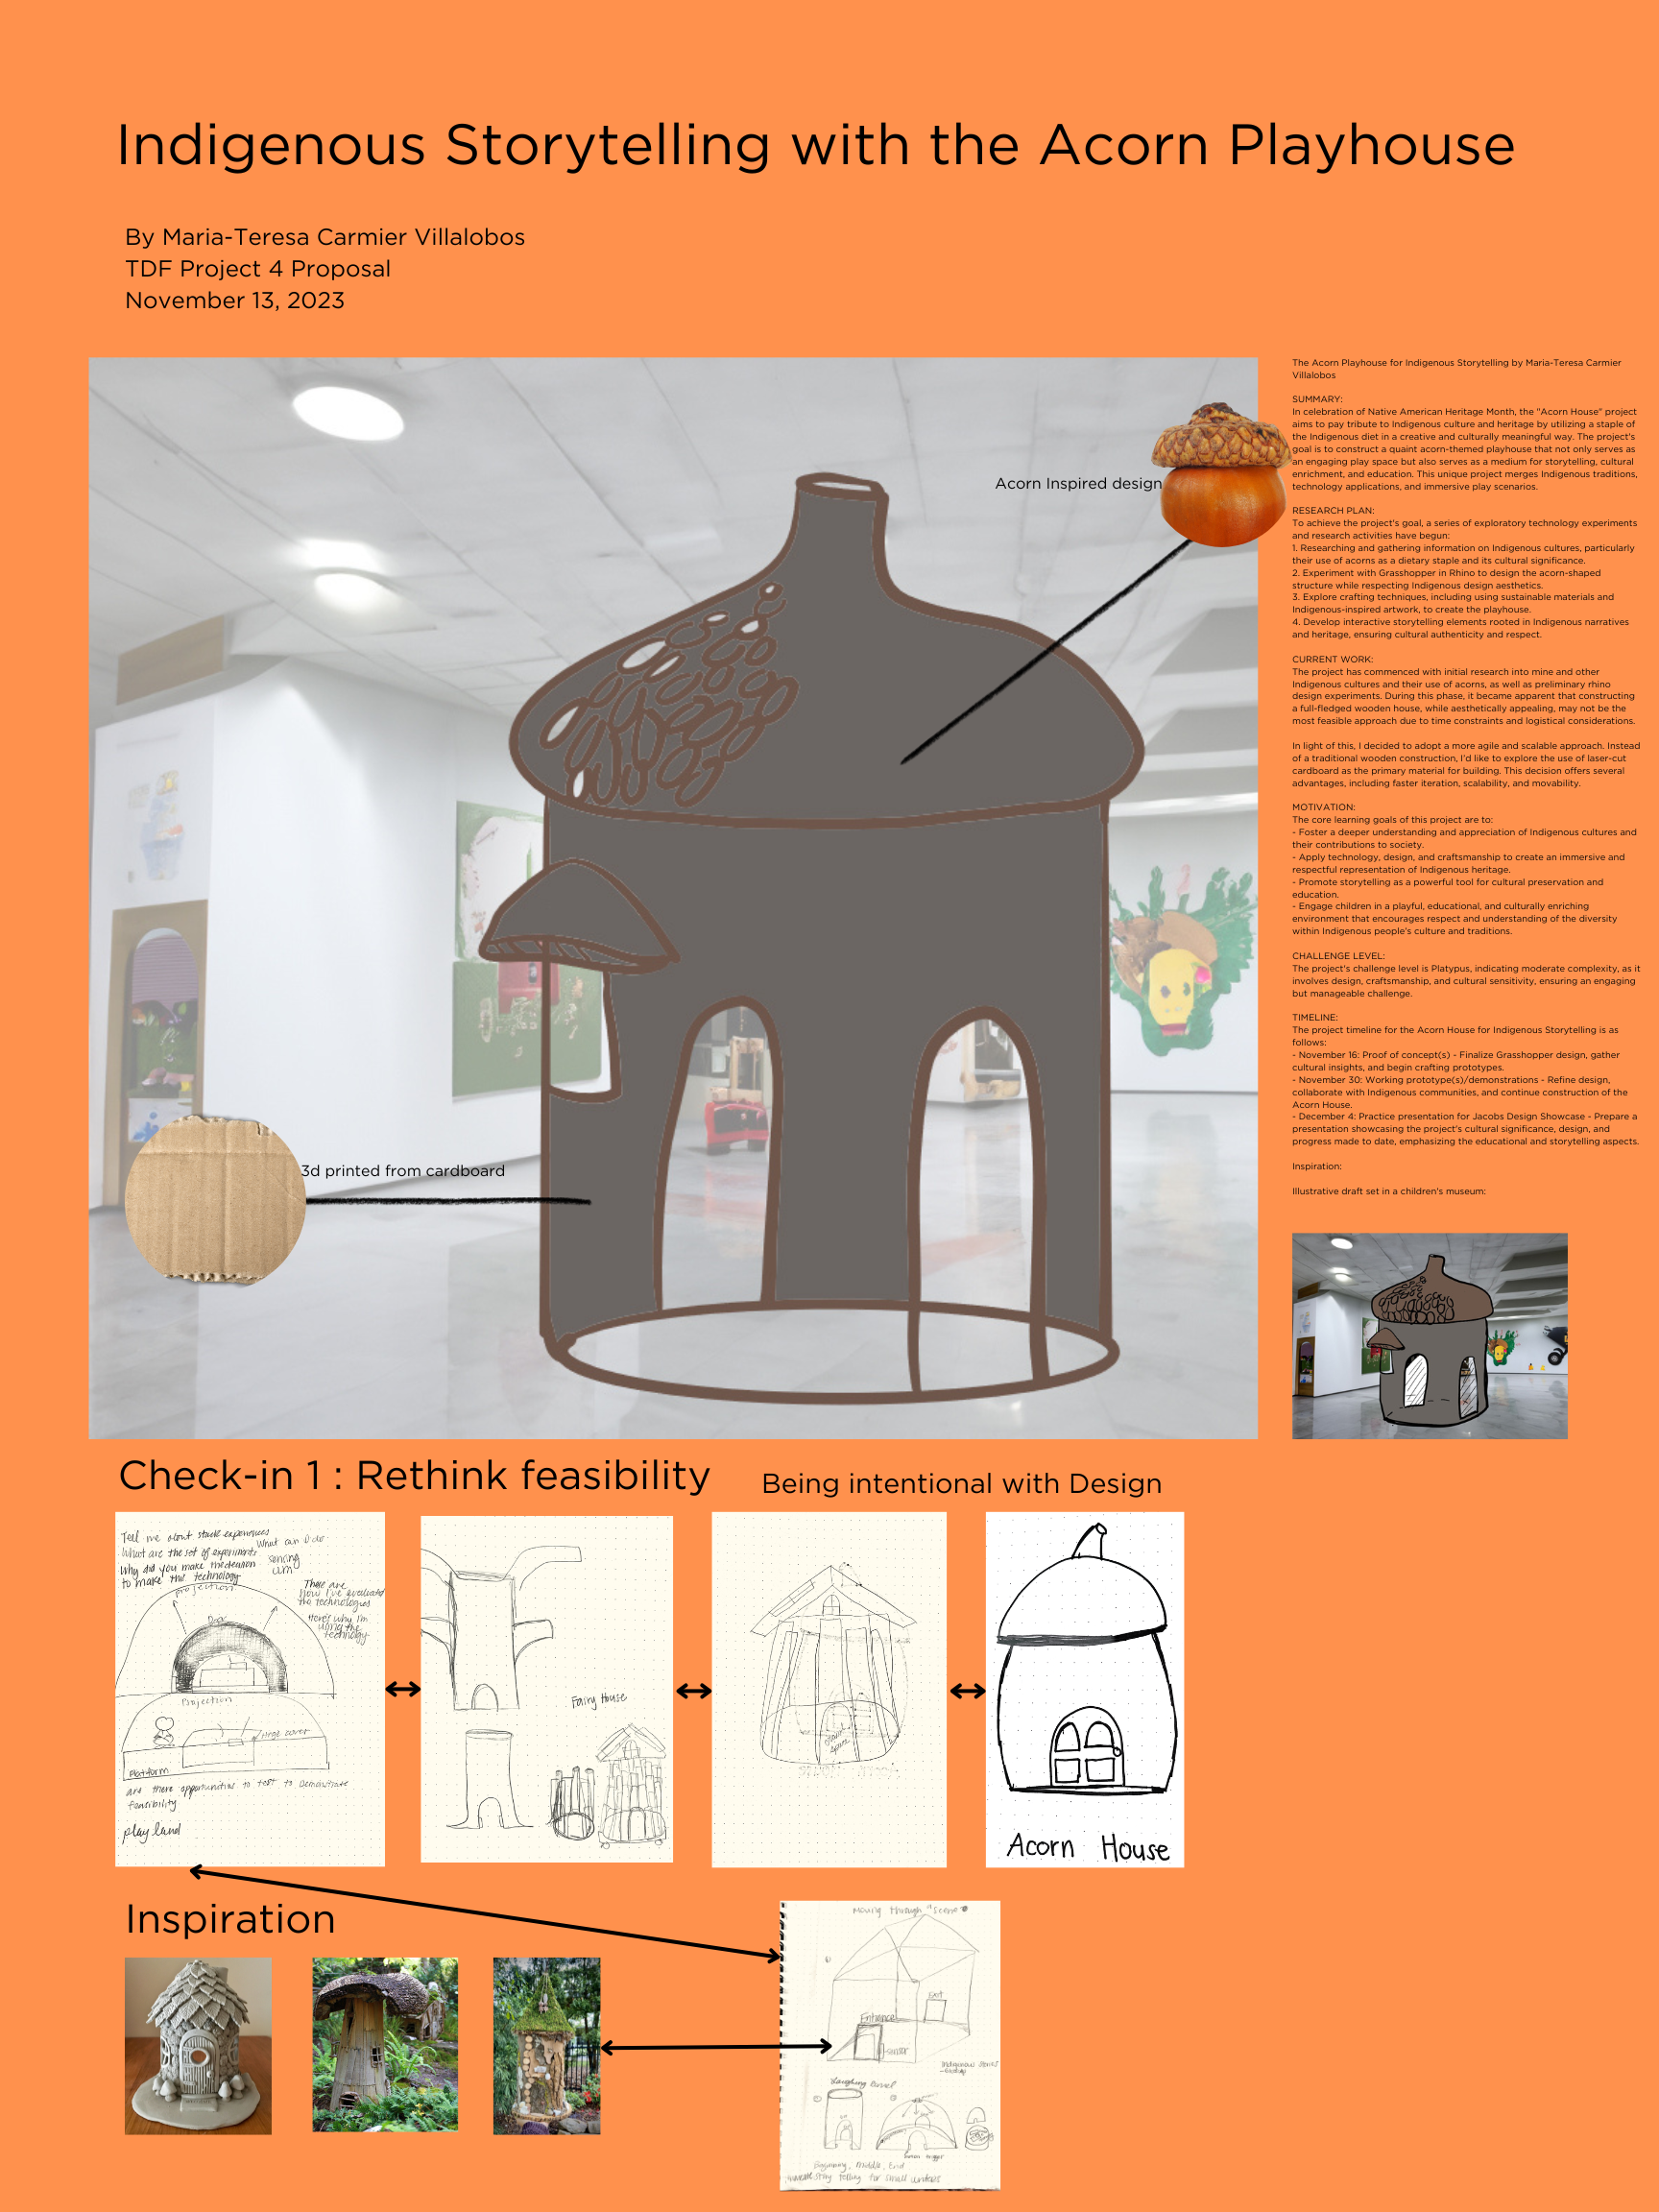 Indigenous Storytelling with the Acorn Playhouse
By Maria-Teresa Carmier Villalobos
TDF Project 4 Proposal
November 13, 2023
Acorn Inspired design
3d printed from cardboard
The Acorn Playhouse for Indigenous Storytelling by Maria-Teresa Carmier
Villalobos
SUMMARY:
In celebration of Native American Heritage Month, the "Acorn House" project
aims to pay tribute to Indigenous culture and heritage by utilizing a staple of
the Indigenous diet in a creative and culturally meaningful way. The project's
goal is to construct a quaint acorn-themed playhouse that not only serves as
an engaging play space but also serves as a medium for storytelling, cultural
enrichment, and education. This unique project merges Indigenous traditions,
technology applications, and immersive play scenarios.
RESEARCH PLAN:
To achieve the project's goal, a series of exploratory technology experiments
and research activities have begun:
1. Researching and gathering information on Indigenous cultures, particularly
their use of acorns as a dietary staple and its cultural significance.
2. Experiment with Grasshopper in Rhino to design the acorn-shaped
structure while respecting Indigenous design aesthetics.
3. Explore crafting techniques, including using sustainable materials and
Indigenous-inspired artwork, to create the playhouse.
4. Develop interactive storytelling elements rooted in Indigenous narratives
and heritage, ensuring cultural authenticity and respect.
CURRENT WORK:
The project has commenced with initial research into mine and other
Indigenous cultures and their use of acorns, as well as preliminary rhino
design experiments. During this phase, it became apparent that constructing
a full-fledged wooden house, while aesthetically appealing, may not be the
most feasible approach due to time constraints and logistical considerations.
In light of this, I decided to adopt a more agile and scalable approach. Instead
of a traditional wooden construction, I'd like to explore the use of laser-cut
cardboard as the primary material for building. This decision offers several
advantages, including faster iteration, scalability, and movability.
MOTIVATION:
The core learning goals of this project are to:
- Foster a deeper understanding and appreciation of Indigenous cultures and
their contributions to society.
- Apply technology, design, and craftsmanship to create an immersive and
respectful representation of Indigenous heritage.
- Promote storytelling as a powerful tool for cultural preservation and
education.
- Engage children in a playful, educational, and culturally enriching
environment that encourages respect and understanding of the diversity
within Indigenous people's culture and traditions.
CHALLENGE LEVEL:
The project's challenge level is Platypus, indicating moderate complexity, as it
involves design, craftsmanship, and cultural sensitivity, ensuring an engaging
but manageable challenge.
TIMELINE:
The project timeline for the Acorn House for Indigenous Storytelling is as
follows:
- November 16: Proof of concept(s) - Finalize Grasshopper design, gather
cultural insights, and begin crafting prototypes.
- November 30: Working prototype(s)/demonstrations - Refine design,
collaborate with Indigenous communities, and continue construction of the
Acorn House.
- December 4: Practice presentation for Jacobs Design Showcase - Prepare a
presentation showcasing the project's cultural significance, design, and
progress made to date, emphasizing the educational and storytelling aspects.
Inspiration:
Illustrative draft set in a children's museum:
Check-in 1 : Rethink feasibility
Being intentional with Design
Tell me about experiences
What are the set of experiments
Why did you make the decision
to make this technology
What can I do
sensing
projection
Door
These are
how I've evaluated
the technologies
Here's why I'm
using the
technology
Projection
Platform
are there opportunities to test to Demonstrate
feasibility
play land
Fairy House
Acorn House
Inspiration
Moving through "scene"
Entrance
Exit
sensor
Indigenous stories
Laughing tunnel
Beginning, Middle, End
Story telling for small